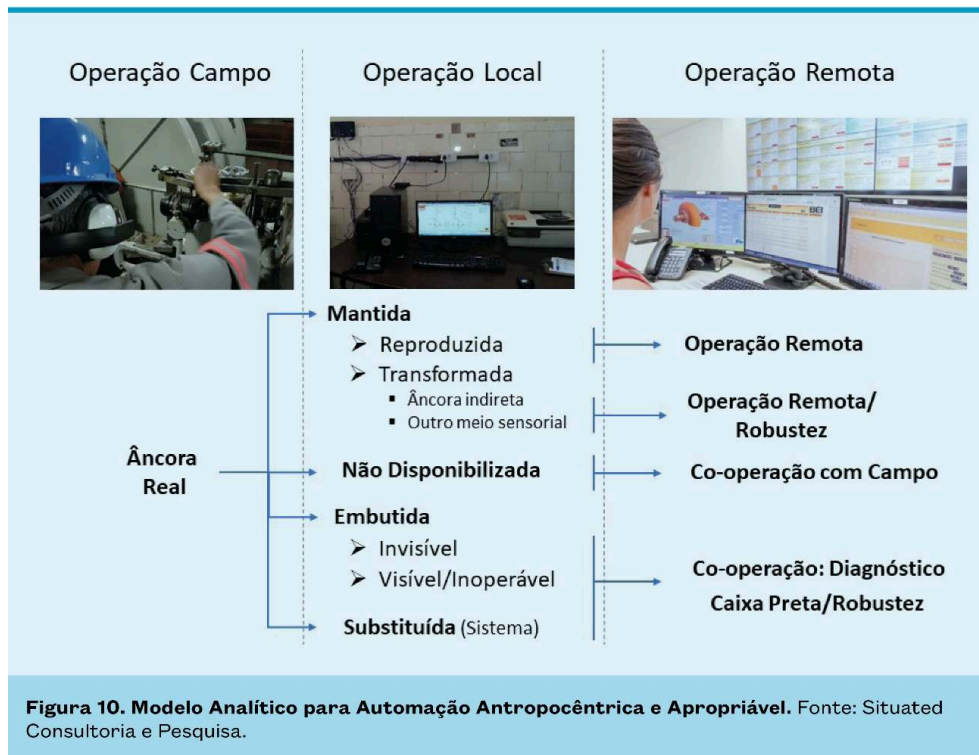 Operação Campo
Operação Local
Operação Remota
Mantida
➢ Reproduzida
➢ Transformada
▪ Âncora indireta
▪ Outro meio sensorial
Operação Remota
Operação Remota/
Robustez
Âncora
Real
Não Disponibilizada
Co-operação com Campo
Embutida
➢ Invisível
➢ Visível/Inoperável
Substituída (Sistema)
Co-operação: Diagnóstico
Caixa Preta/Robustez
Figura 10. Modelo Analítico para Automação Antropocêntrica e Apropriável. Fonte: Situated
Consultoria e Pesquisa.